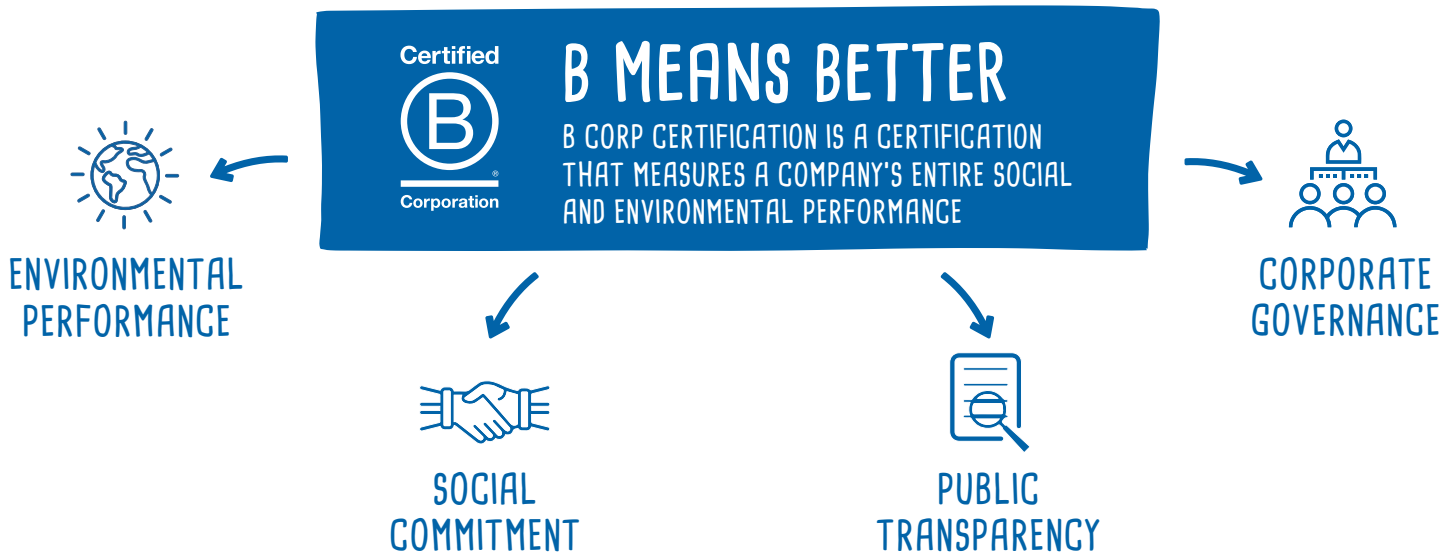 Certified
B
®
Corporation
B MEANS BETTER
B CORP CERTIFICATION IS A CERTIFICATION
THAT MEASURES A COMPANY'S ENTIRE SOCIAL
AND ENVIRONMENTAL PERFORMANCE
ENVIRONMENTAL
PERFORMANCE
SOCIAL
COMMITMENT
PUBLIC
TRANSPARENCY
CORPORATE
GOVERNANCE